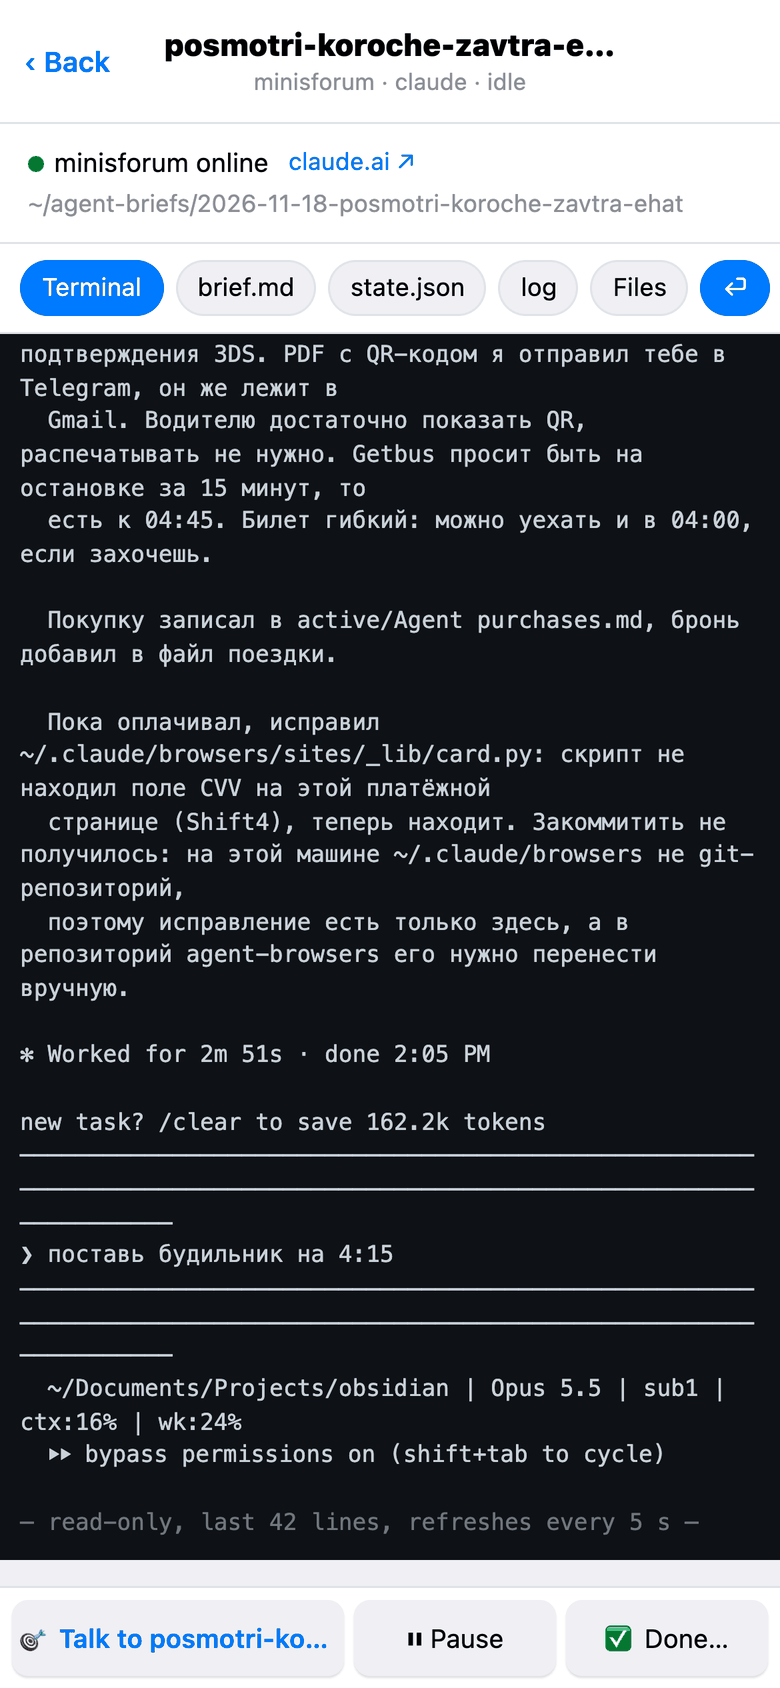 ‹ Back
posmotri-koroche-zavtra-e...
minisforum · claude · idle
minisforum online claude.ai ↗
~/agent-briefs/2026-11-18-posmotri-koroche-zavtra-ehat
Terminal brief.md state.json log Files
подтверждения 3DS. PDF с QR-кодом я отправил тебе в
Telegram, он же лежит в
Gmail. Водителю достаточно показать QR,
распечатывать не нужно. Getbus просит быть на
остановке за 15 минут, то
есть к 04:45. Билет гибкий: можно уехать и в 04:00,
если захочешь.
Покупку записал в active/Agent purchases.md, бронь
добавил в файл поездки.
Пока оплачивал, исправил
~/.claude/browsers/sites/_lib/card.py: скрипт не
находил поле CVV на этой платёжной
странице (Shift4), теперь находит. Закоммитить не
получилось: на этой машине ~/.claude/browsers не git-
репозиторий,
поэтому исправление есть только здесь, а в
репозиторий agent-browsers его нужно перенести
вручную.
✻ Worked for 2m 51s · done 2:05 PM
new task? /clear to save 162.2k tokens
❯ поставь будильник на 4:15
~/Documents/Projects/obsidian | Opus 5.5 | sub1 |
ctx:16% | wk:24%
⏵⏵ bypass permissions on (shift+tab to cycle)
— read-only, last 42 lines, refreshes every 5 s —
Talk to posmotri-ko... Pause Done...